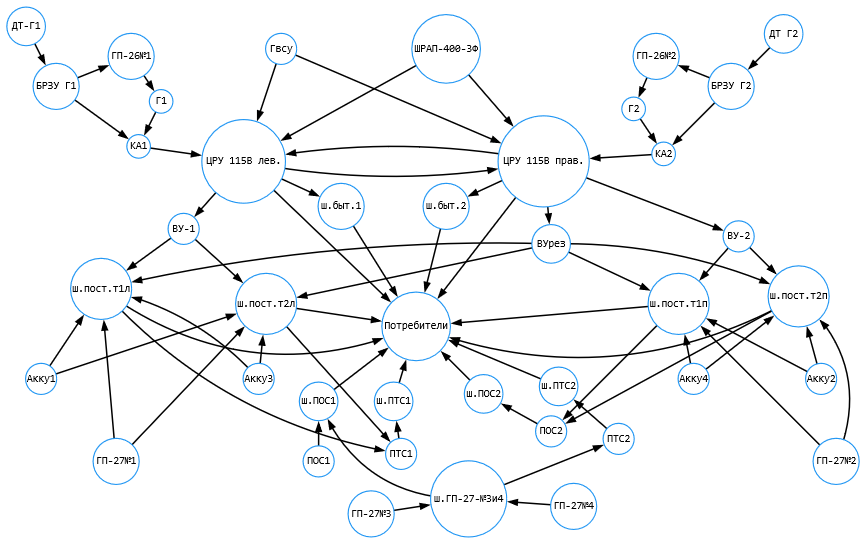 ДТ-Г1
Гвсу
ШРАП-400-3Ф
ДТ Г2
ГП-26№1
ГП-26№2
БРЗУ Г1
БРЗУ Г2
Г1
Г2
КА1
КА2
ЦРУ 115В лев.
ЦРУ 115В прав.
Ш.быт.1
Ш.быт.2
ВУ-1
ВУрез
ВУ-2
ш.пост.т1л
ш.пост.т2л
Потребители
ш.пост.т1п
ш.пост.т2п
Акку1
Акку3
Акку4
Акку2
ш.ПОС1
ш.ПТС1
ш.ПОС2
ш.ПТС2
ПОС2
ПТС2
ГП-27№1
ПОС1
ПТС1
ГП-27№2
ш.ГП-27-№3и4
ГП-27№3
ГП-27№4